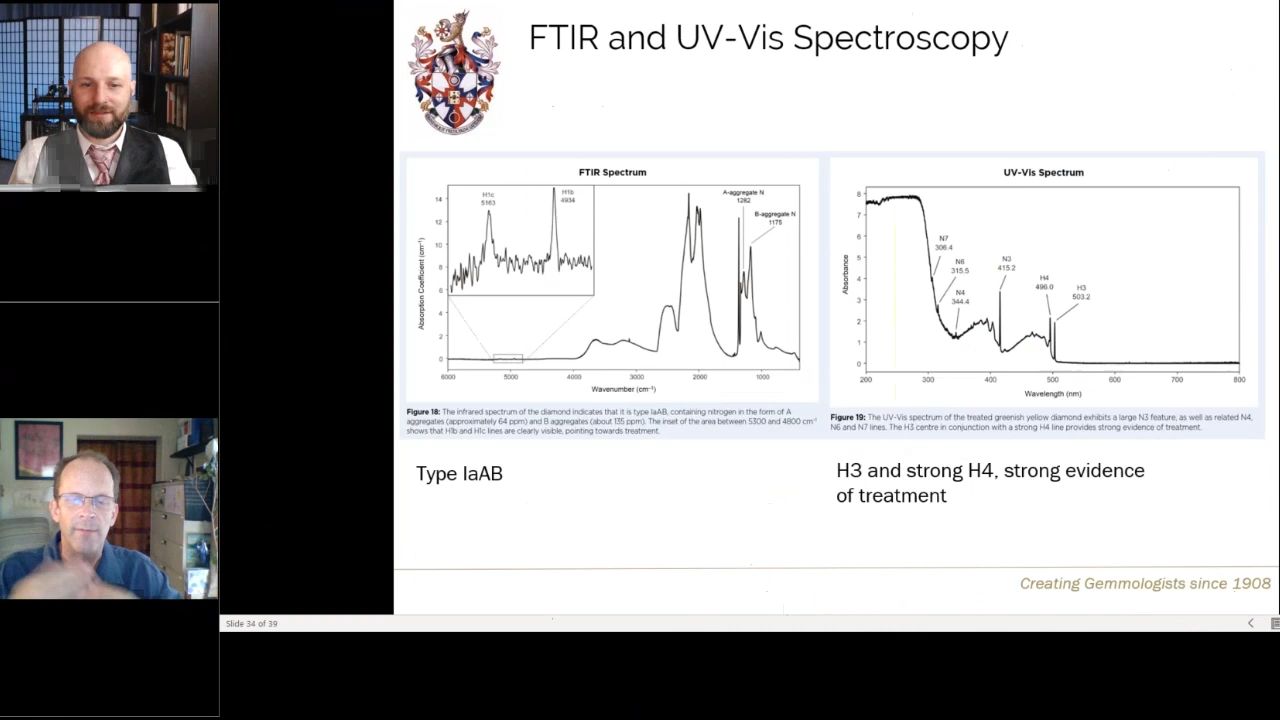 FTIR and UV-Vis Spectroscopy
FTIR Spectrum
H1c
5163
H1b
4934
A-aggregate N
1282
B-aggregate N
1175
14
12
10
8
6
4
2
0
Absorption Coefficient (cm⁻¹)
6000 5000 4000 3000 2000 1000
Wavenumber (cm⁻¹)
Figure 18: The infrared spectrum of the diamond indicates that it is type IaAB, containing nitrogen in the form of A
aggregates (approximately 64 ppm) and B aggregates (about 135 ppm). The inset of the area between 5300 and 4800 cm⁻¹
shows that H1b and H1c lines are clearly visible, pointing towards treatment.
Type IaAB
UV-Vis Spectrum
8
7
6
5
4
3
2
1
0
Absorbance
N7
306.4
N6
315.5
N4
344.4
N3
415.2
H4
496.0
H3
503.2
200 300 400 500 600 700 800
Wavelength (nm)
Figure 19: The UV-Vis spectrum of the treated greenish yellow diamond exhibits a large N3 feature, as well as related N4,
N6 and N7 lines. The H3 centre in conjunction with a strong H4 line provides strong evidence of treatment.
H3 and strong H4, strong evidence
of treatment
Creating Gemmologists since 1908
Slide 34 of 39